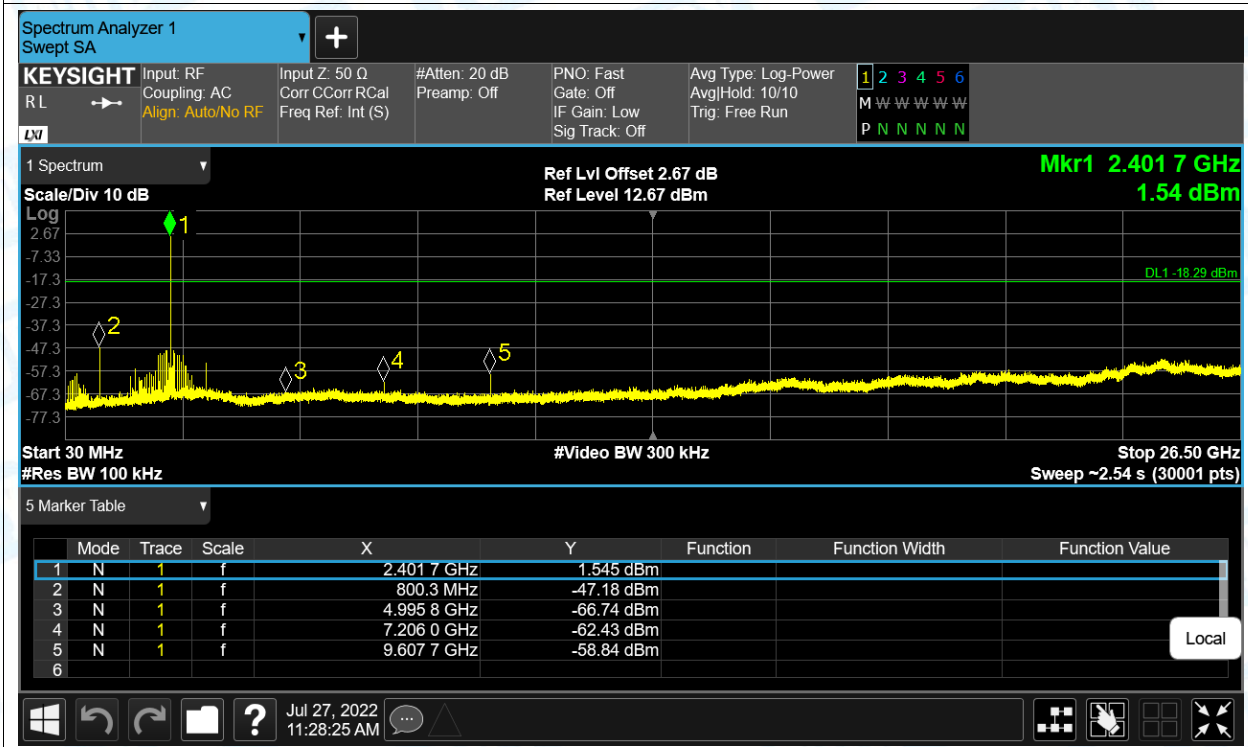 Spectrum Analyzer 1
Swept SA
KEYSIGHT
RL
LXI
Input: RF
Coupling: AC
Align: Auto/No RF
Input Z: 50 Ω
Corr CCorr RCal
Freq Ref: Int (S)
#Atten: 20 dB
Preamp: Off
PNO: Fast
Gate: Off
IF Gain: Low
Sig Track: Off
Avg Type: Log-Power
Avg|Hold: 10/10
Trig: Free Run
1 2 3 4 5 6
M W W W W W
P N N N N N
1 Spectrum
Scale/Div 10 dB
Ref Lvl Offset 2.67 dB
Ref Level 12.67 dBm
Mkr1 2.401 7 GHz
1.54 dBm
Log
2.67
-7.33
-17.3
-27.3
-37.3
-47.3
-57.3
-67.3
-77.3
1
2
3
4
5
DL1 -18.29 dBm
Start 30 MHz
#Res BW 100 kHz
#Video BW 300 kHz
Stop 26.50 GHz
Sweep ~2.54 s (30001 pts)
5 Marker Table
Mode Trace Scale X Y Function Function Width Function Value
1 N 1 f 2.401 7 GHz 1.545 dBm
2 N 1 f 800.3 MHz -47.18 dBm
3 N 1 f 4.995 8 GHz -66.74 dBm
4 N 1 f 7.206 0 GHz -62.43 dBm
5 N 1 f 9.607 7 GHz -58.84 dBm
6
Local
?
Jul 27, 2022
11:28:25 AM